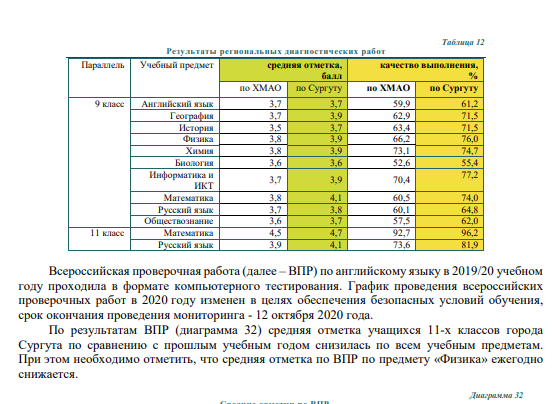 Таблица 12
Результаты региональных диагностических работ
Параллель Учебный предмет средняя отметка, балл качество выполнения, %
по ХМАО по Сургуту по ХМАО по Сургуту
9 класс Английский язык 3,7 3,7 59,9 61,2
География 3,7 3,9 62,9 71,5
История 3,5 3,7 63,4 71,5
Физика 3,8 3,9 66,2 76,0
Химия 3,8 3,9 73,1 74,7
Биология 3,6 3,6 52,6 55,4
Информатика и ИКТ 3,7 3,9 70,4 77,2
Математика 3,8 4,1 60,5 74,0
Русский язык 3,7 3,8 60,1 64,8
Обществознание 3,6 3,7 57,5 62,0
11 класс Математика 4,5 4,7 92,7 96,2
Русский язык 3,9 4,1 73,6 81,9
Всероссийская проверочная работа (далее – ВПР) по английскому языку в 2019/20 учебном
году проходила в формате компьютерного тестирования. График проведения всероссийских
проверочных работ в 2020 году изменен в целях обеспечения безопасных условий обучения,
срок окончания проведения мониторинга - 12 октября 2020 года.
По результатам ВПР (диаграмма 32) средняя отметка учащихся 11-х классов города
Сургута по сравнению с прошлым учебным годом снизилась по всем учебным предметам.
При этом необходимо отметить, что средняя отметка по ВПР по предмету «Физика» ежегодно
снижается.
Диаграмма 32